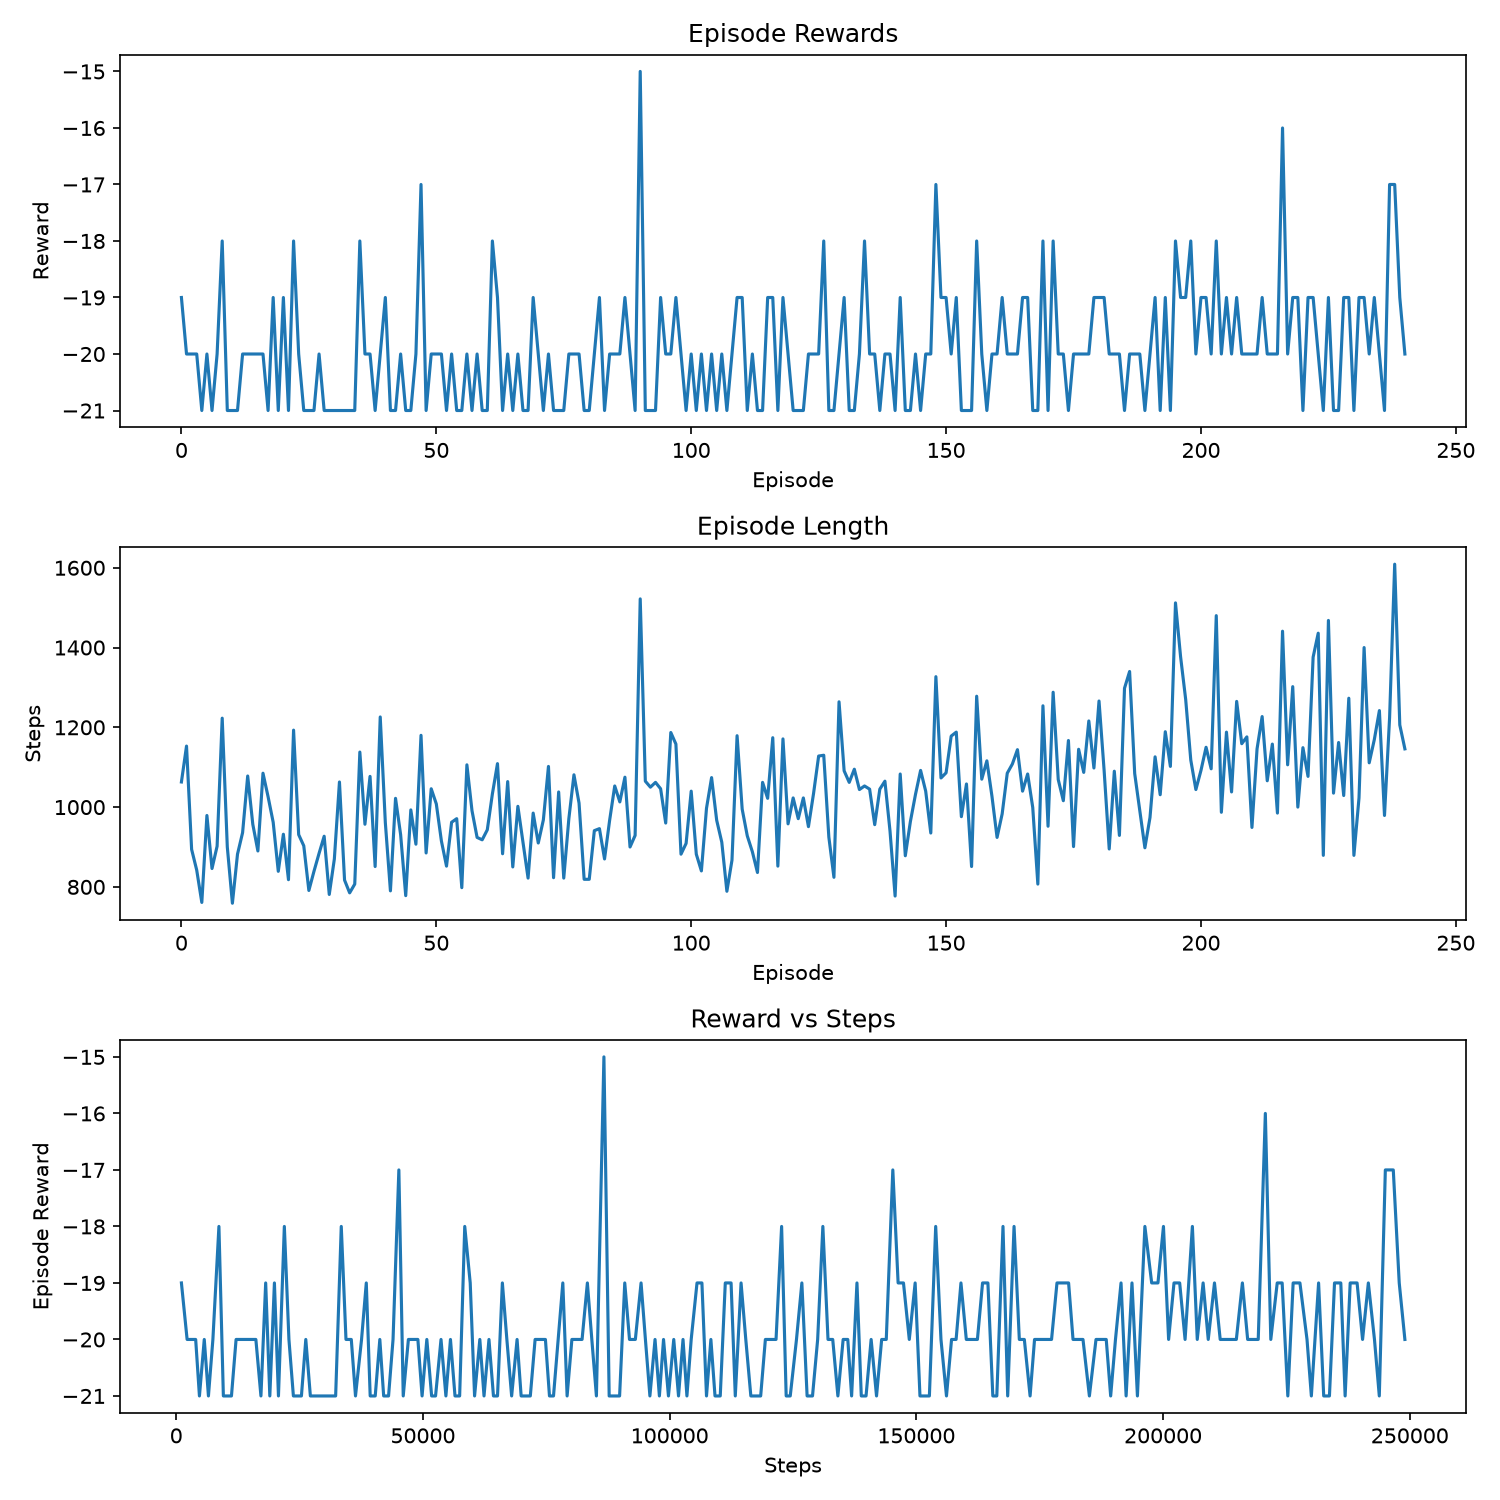 Episode Rewards
−15
−16
−17
−18
−19
−20
−21
Reward
0 50 100 150 200 250
Episode
Episode Length
1600
1400
1200
1000
800
Steps
0 50 100 150 200 250
Episode
Reward vs Steps
−15
−16
−17
−18
−19
−20
−21
Episode Reward
0 50000 100000 150000 200000 250000
Steps